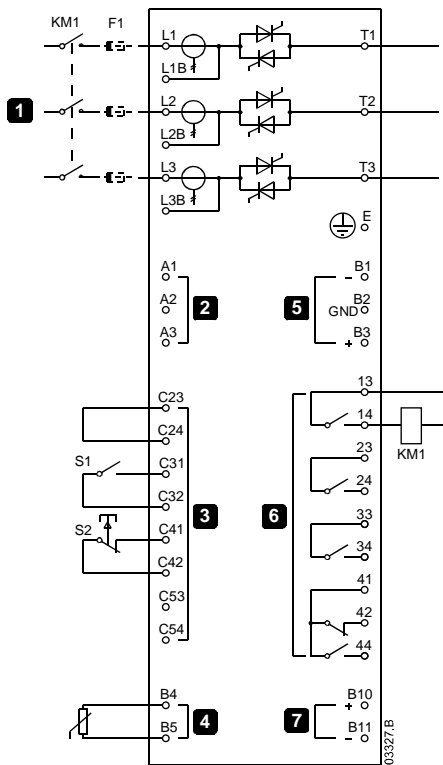 KM1 F1 L1 T1
L1B
1 L2 T2
L2B
L3 T3
L3B
E
A1 B1
-
A2 2 5 B2
GND
A3 B3
+
C23 13
C24 14
KM1
S1 C31 23
C32 24
3 6
S2 C41 33
C42 34
C53 41
42
C54 44
B4 B10
+
4 7
B5 B11
-
03327.B